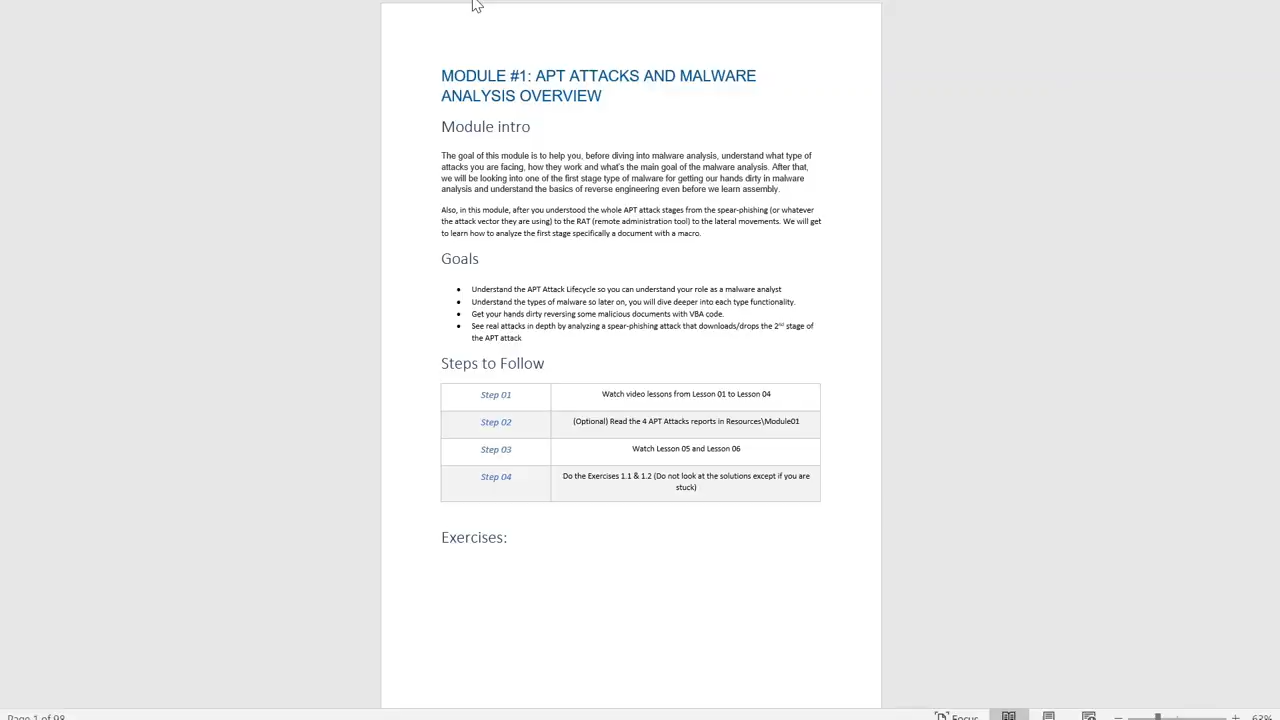 MODULE #1: APT ATTACKS AND MALWARE
ANALYSIS OVERVIEW
Module intro
The goal of this module is to help you, before diving into malware analysis, understand what type of
attacks you are facing, how they work and what's the main goal of the malware analysis. After that,
we will be looking into one of the first stage type of malware for getting our hands dirty in malware
analysis and understand the basics of reverse engineering even before we learn assembly.
Also, in this module, after you understood the whole APT attack stages from the spear-phishing (or whatever
the attack vector they are using) to the RAT (remote administration tool) to the lateral movements. We will get
to learn how to analyze the first stage specifically a document with a macro.
Goals
• Understand the APT Attack Lifecycle so you can understand your role as a malware analyst
• Understand the types of malware so later on, you will dive deeper into each type functionality.
• Get your hands dirty reversing some malicious documents with VBA code.
• See real attacks in depth by analyzing a spear-phishing attack that downloads/drops the 2nd stage of
the APT attack
Steps to Follow
Step 01 Watch video lessons from Lesson 01 to Lesson 04
Step 02 (Optional) Read the 4 APT Attacks reports in Resources\Module01
Step 03 Watch Lesson 05 and Lesson 06
Step 04 Do the Exercises 1.1 & 1.2 (Do not look at the solutions except if you are
stuck)
Exercises:
Page 1 of 98 Focus 63%